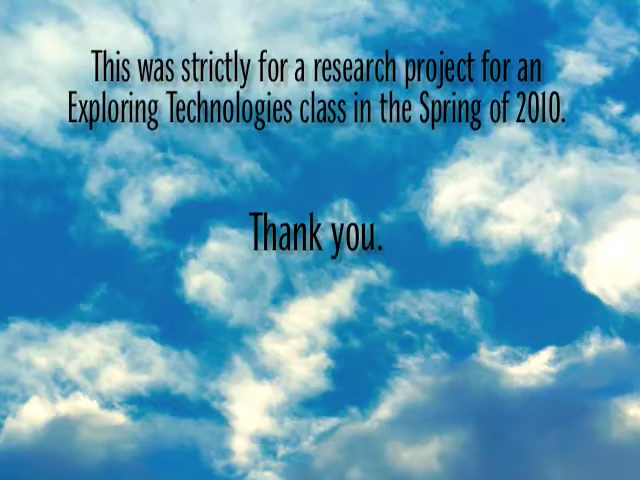 This was strictly for a research project for an
Exploring Technologies class in the Spring of 2010.
Thank you.